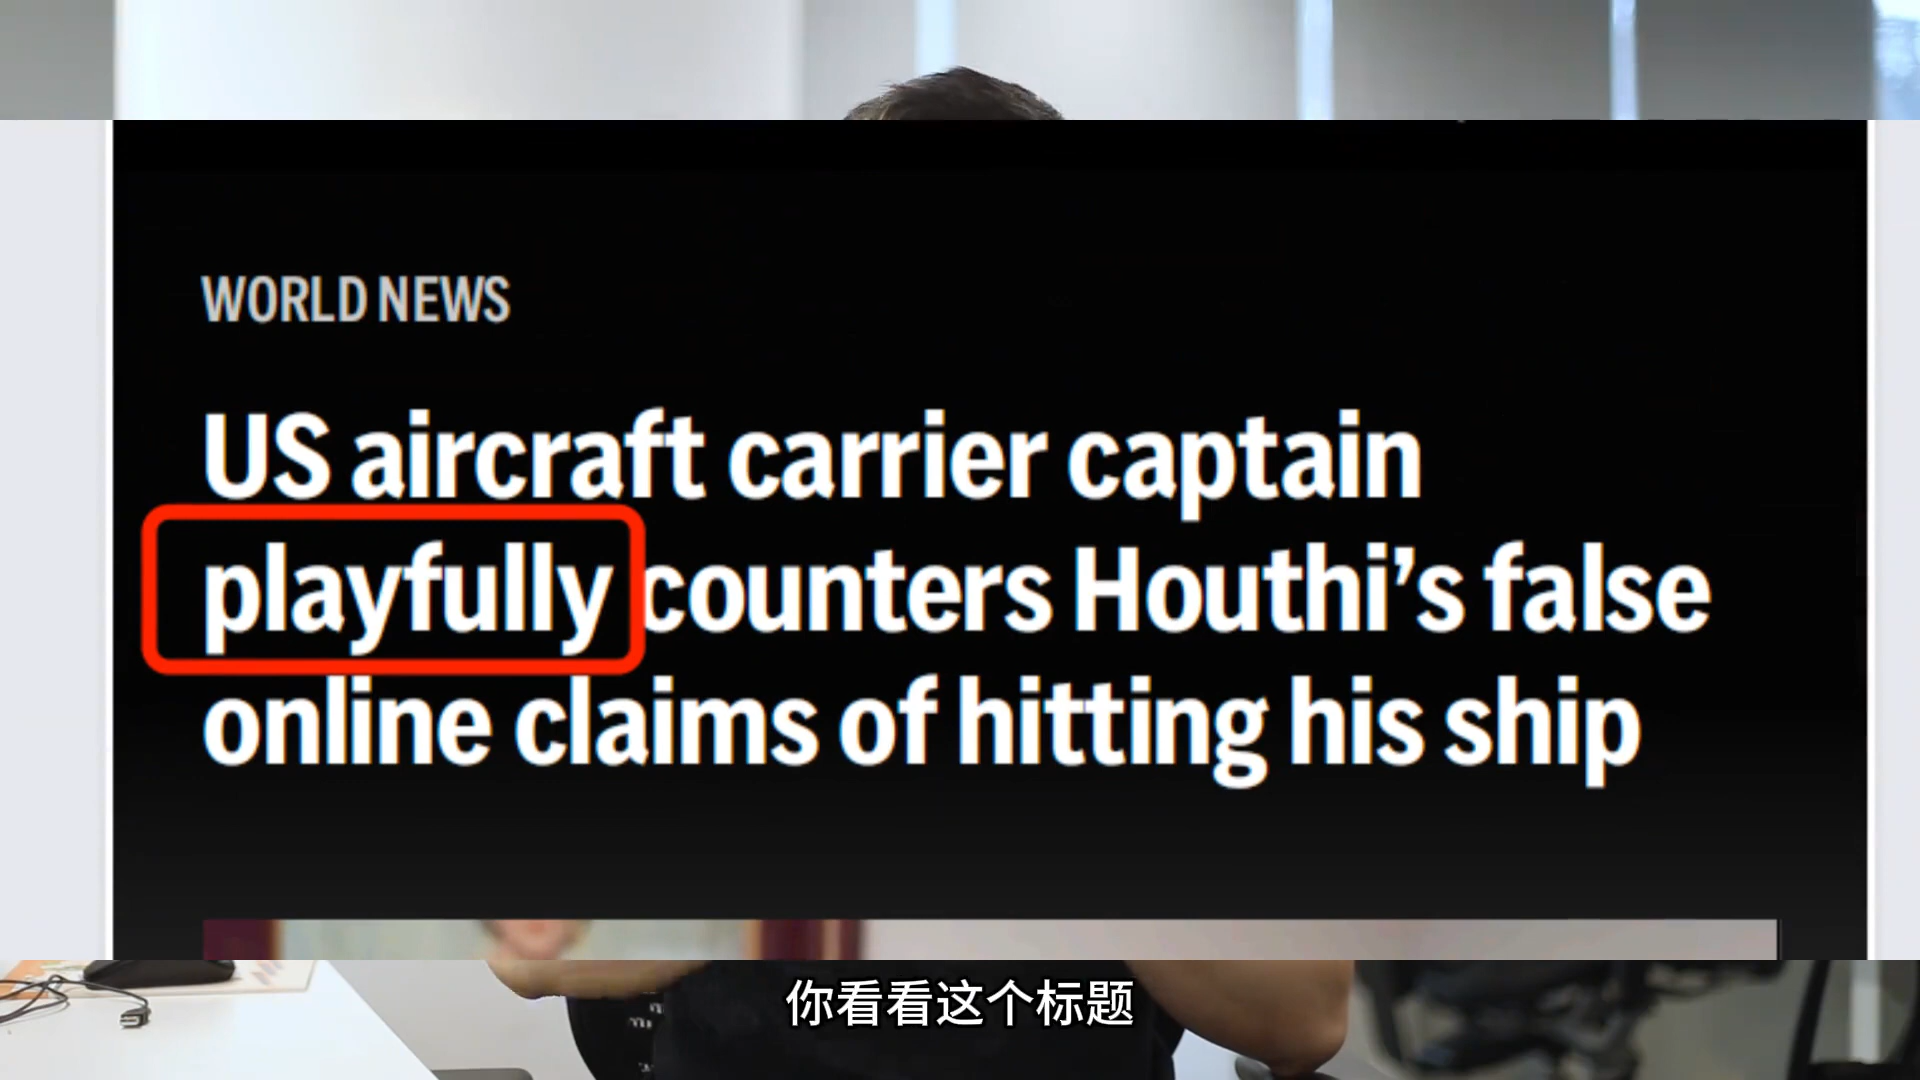 WORLD NEWS
US aircraft carrier captain
playfully counters Houthi’s false
online claims of hitting his ship
你看看这个标题